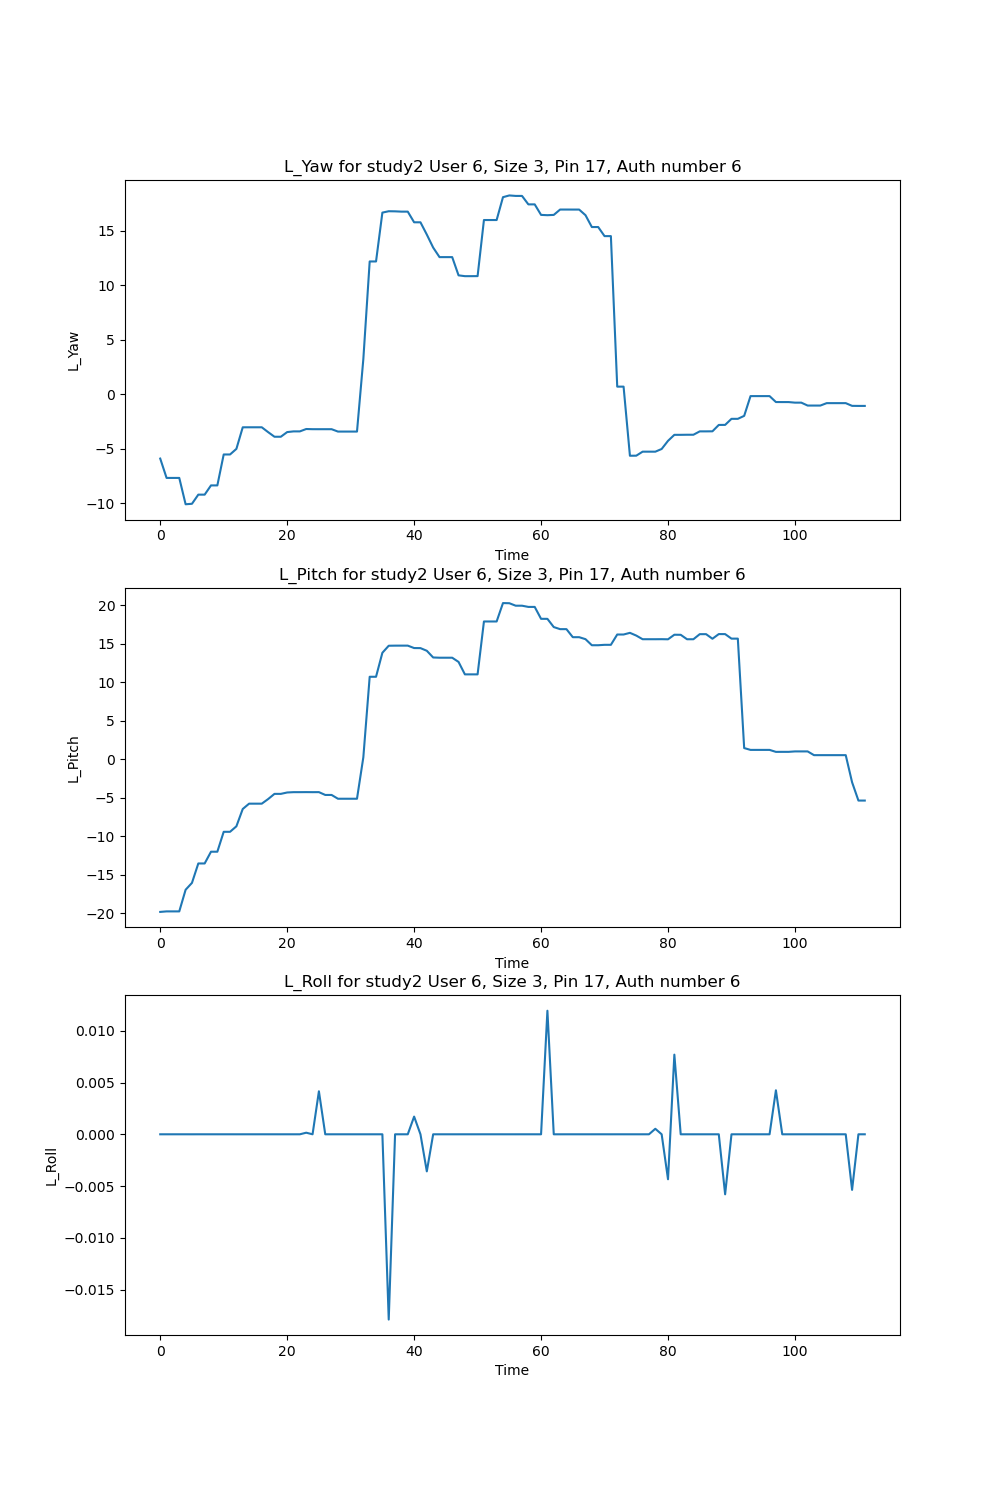 L_Yaw for study2 User 6, Size 3, Pin 17, Auth number 6
15
10
5
0
−5
−10
L_Yaw
0 20 40 60 80 100
Time
L_Pitch for study2 User 6, Size 3, Pin 17, Auth number 6
20
15
10
5
0
−5
−10
−15
−20
L_Pitch
0 20 40 60 80 100
Time
L_Roll for study2 User 6, Size 3, Pin 17, Auth number 6
0.010
0.005
0.000
−0.005
−0.010
−0.015
L_Roll
0 20 40 60 80 100
Time